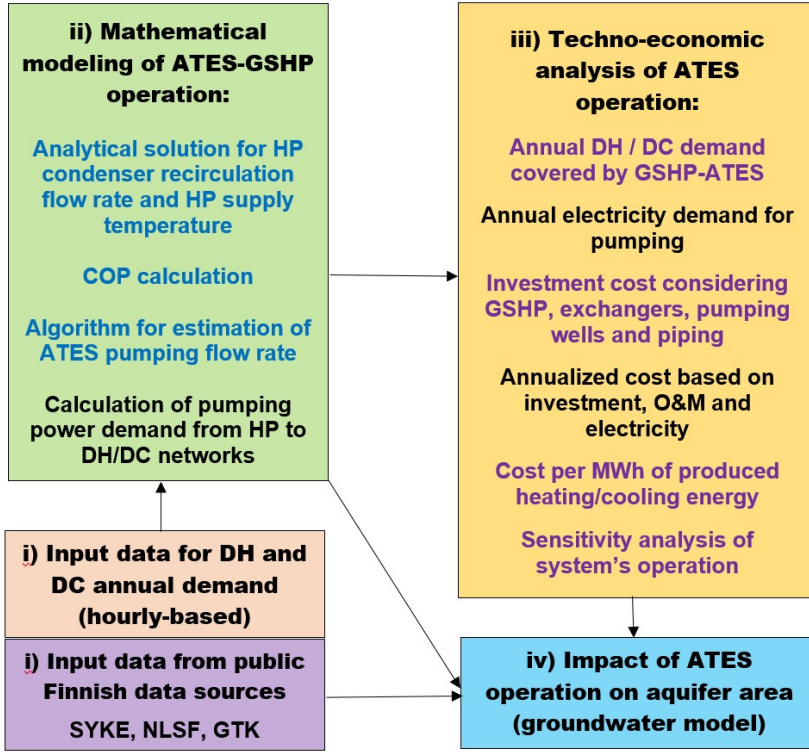 ii) Mathematical
modeling of ATES-GSHP
operation:
Analytical solution for HP
condenser recirculation
flow rate and HP supply
temperature
COP calculation
Algorithm for estimation of
ATES pumping flow rate
Calculation of pumping
power demand from HP to
DH/DC networks
i) Input data for DH and
DC annual demand
(hourly-based)
i) Input data from public
Finnish data sources
SYKE, NLSF, GTK
iii) Techno-economic
analysis of ATES
operation:
Annual DH / DC demand
covered by GSHP-ATES
Annual electricity demand for
pumping
Investment cost considering
GSHP, exchangers, pumping
wells and piping
Annualized cost based on
investment, O&M and
electricity
Cost per MWh of produced
heating/cooling energy
Sensitivity analysis of
system's operation
iv) Impact of ATES
operation on aquifer area
(groundwater model)